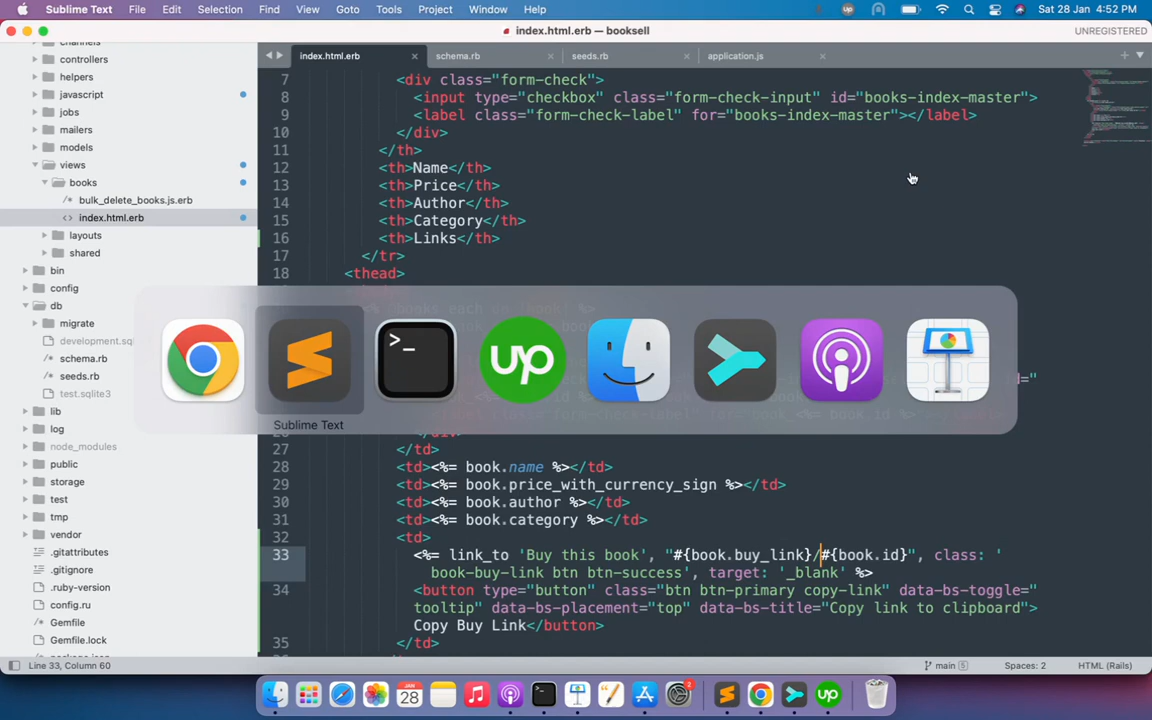 Sublime Text File Edit Selection Find View Goto Tools Project Window Help Sat 28 Jan 4:52 PM
index.html.erb — booksell UNREGISTERED
channels
controllers
helpers
javascript
jobs
mailers
models
views
books
bulk_delete_books.js.erb
index.html.erb
layouts
shared
bin
config
db
migrate
development.sql
schema.rb
seeds.rb
test.sqlite3
lib
log
node_modules
public
storage
test
tmp
vendor
.gitattributes
.gitignore
.ruby-version
config.ru
Gemfile
Gemfile.lock
index.html.erb schema.rb seeds.rb application.js
7 <div class="form-check">
8 <input type="checkbox" class="form-check-input" id="books-index-master">
9 <label class="form-check-label" for="books-index-master"></label>
10 </div>
11 </th>
12 <th>Name</th>
13 <th>Price</th>
14 <th>Author</th>
15 <th>Category</th>
16 <th>Links</th>
17 </tr>
18 <thead>
>_
up
Sublime Text
27 </td>
28 <td><%= book.name %></td>
29 <td><%= book.price_with_currency_sign %></td>
30 <td><%= book.author %></td>
31 <td><%= book.category %></td>
32 <td>
33 <%= link_to 'Buy this book', "#{book.buy_link}/#{book.id}", class: '
book-buy-link btn btn-success', target: '_blank' %>
34 <button type="button" class="btn btn-primary copy-link" data-bs-toggle="
tooltip" data-bs-placement="top" data-bs-title="Copy link to clipboard">
Copy Buy Link</button>
35 </td>
Line 33, Column 60 main 5 Spaces: 2 HTML (Rails)
JAN
28
2
up